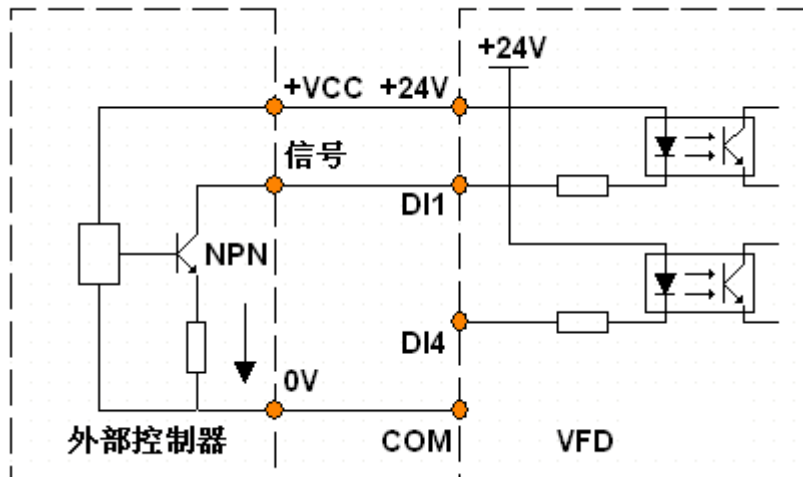 +24V
+VCC +24V
信号
DI1
NPN
DI4
0V
外部控制器 COM VFD